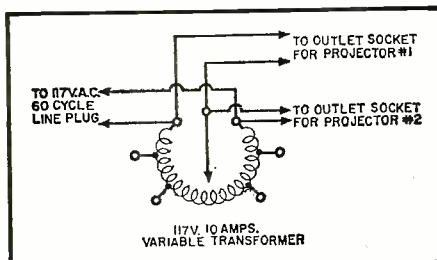 TO OUTLET SOCKET
FOR PROJECTOR #1
TO 117V. A.C.
60 CYCLE
LINE PLUG
TO OUTLET SOCKET
FOR PROJECTOR #2
117V. 10 AMPS.
VARIABLE TRANSFORMER